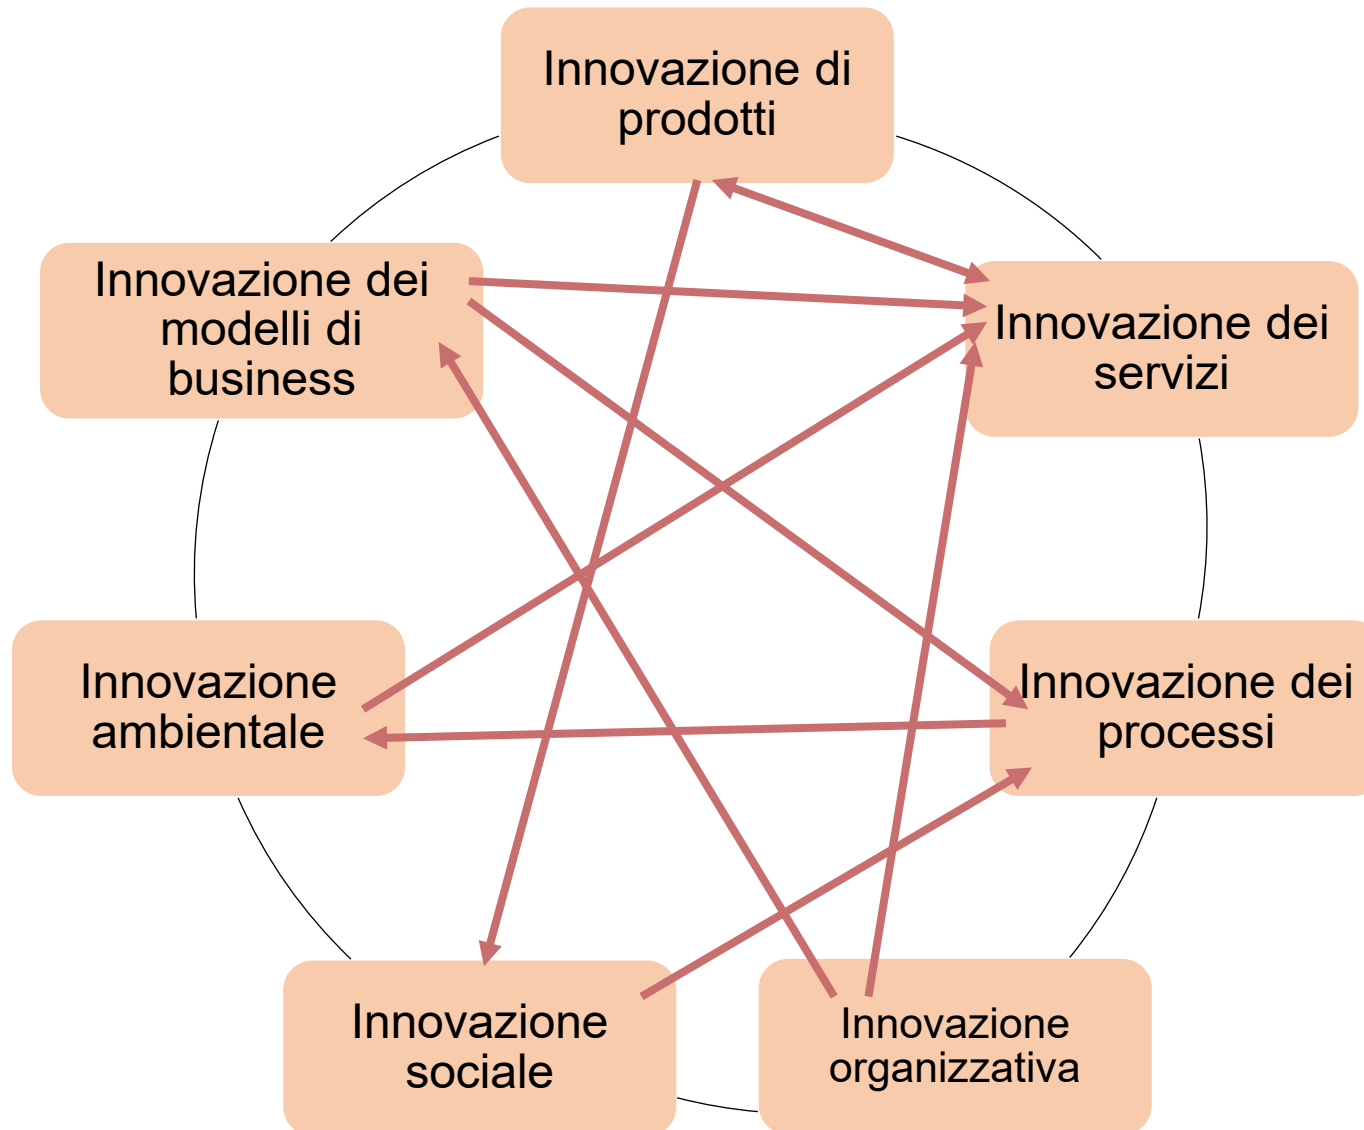 Innovazione di
prodotti
Innovazione dei
modelli di
business
Innovazione dei
servizi
Innovazione
ambientale
Innovazione dei
processi
Innovazione
sociale
Innovazione
organizzativa